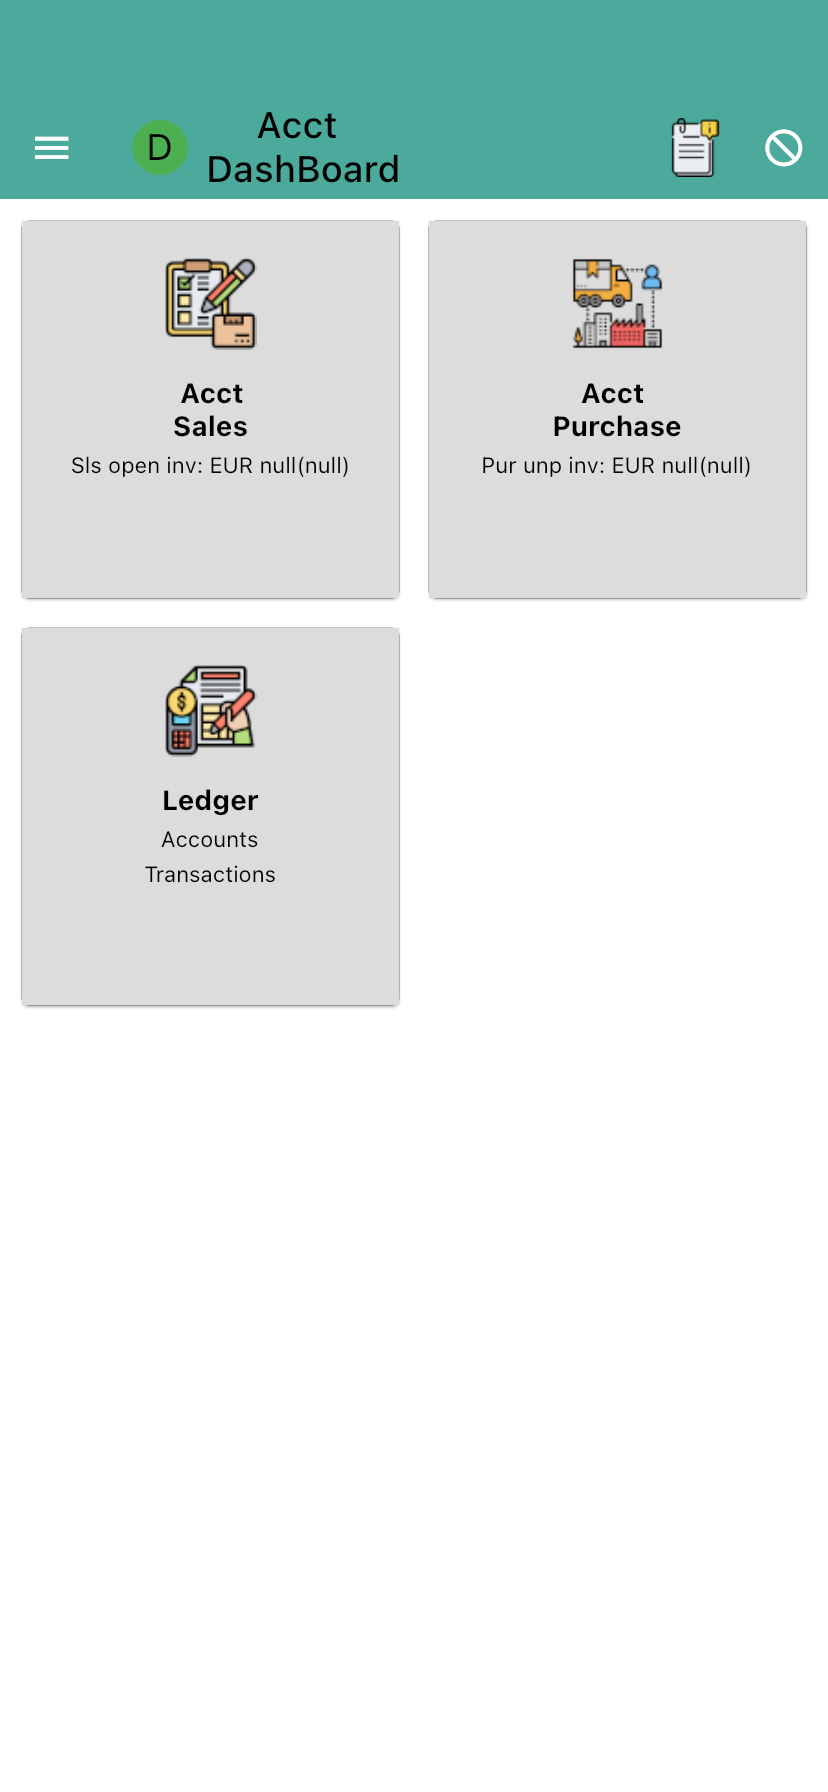 D
Acct
DashBoard
Acct
Sales
Sls open inv: EUR null(null)
Acct
Purchase
Pur unp inv: EUR null(null)
Ledger
Accounts
Transactions